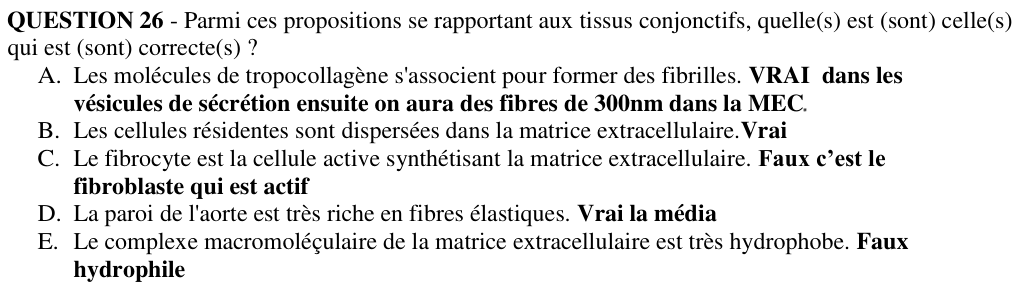 QUESTION 26 - Parmi ces propositions se rapportant aux tissus conjonctifs, quelle(s) est (sont) celle(s)
qui est (sont) correcte(s) ?
A. Les molécules de tropocollagène s'associent pour former des fibrilles. VRAI dans les
vésicules de sécrétion ensuite on aura des fibres de 300nm dans la MEC.
B. Les cellules résidentes sont dispersées dans la matrice extracellulaire.Vrai
C. Le fibrocyte est la cellule active synthétisant la matrice extracellulaire. Faux c’est le
fibroblaste qui est actif
D. La paroi de l'aorte est très riche en fibres élastiques. Vrai la média
E. Le complexe macromoléçulaire de la matrice extracellulaire est très hydrophobe. Faux
hydrophile